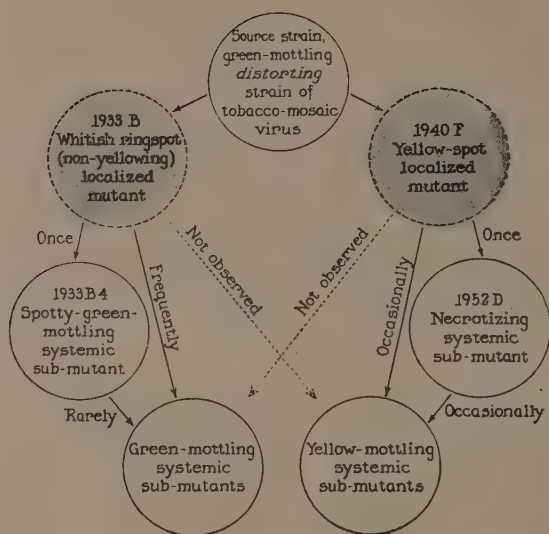 Source strain,
green-mottling
distorting
strain of
tobacco-mosaic
virus
1933 B
Whitish ringspot
(non-yellowing)
localized
mutant
1940 F
Yellow-spot
localized
mutant
Once
Frequently
Not observed
Not observed
Occasionally
Once
1933B4
Spotty-green-
mottling
systemic
sub-mutant
1952 D
Necrotizing
systemic
sub-mutant
Rarely
Occasionally
Green-mottling
systemic
sub-mutants
Yellow-mottling
systemic
sub-mutants